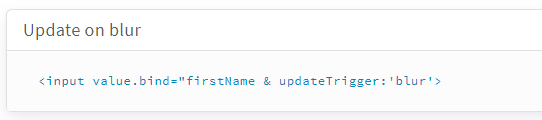 Update on blur
<input value.bind="firstName & updateTrigger:'blur'>